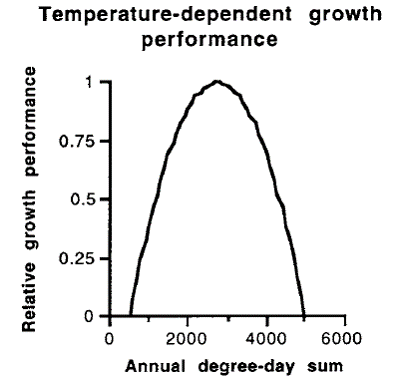 Temperature-dependent growth
performance
Relative growth performance
1
0.75
0.5
0.25
0
0 2000 4000 6000
Annual degree-day sum